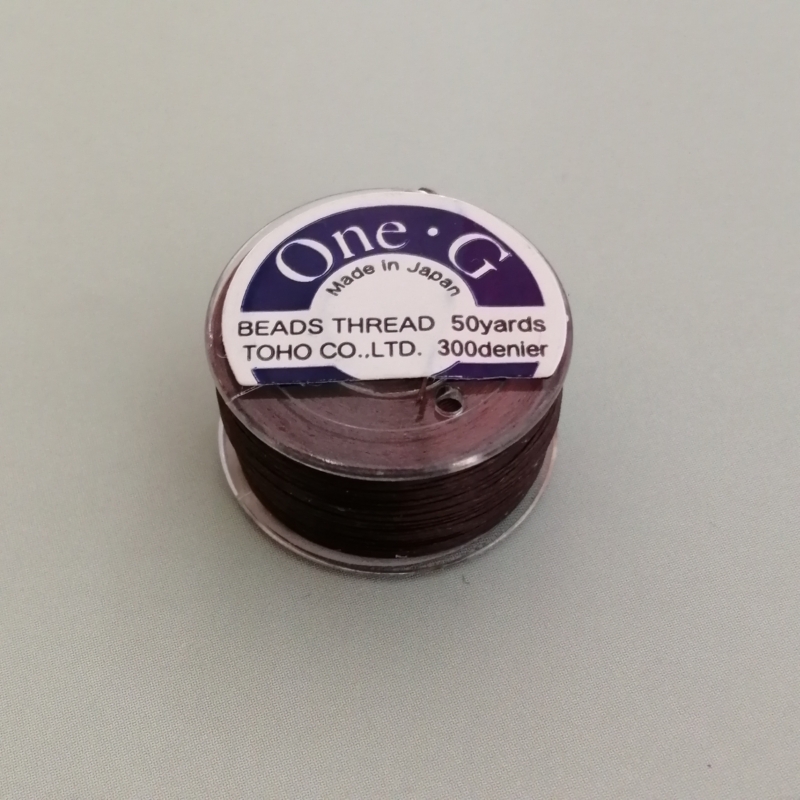 One · G
Made in Japan
BEADS THREAD 50yards
TOHO CO.,LTD. 300denier